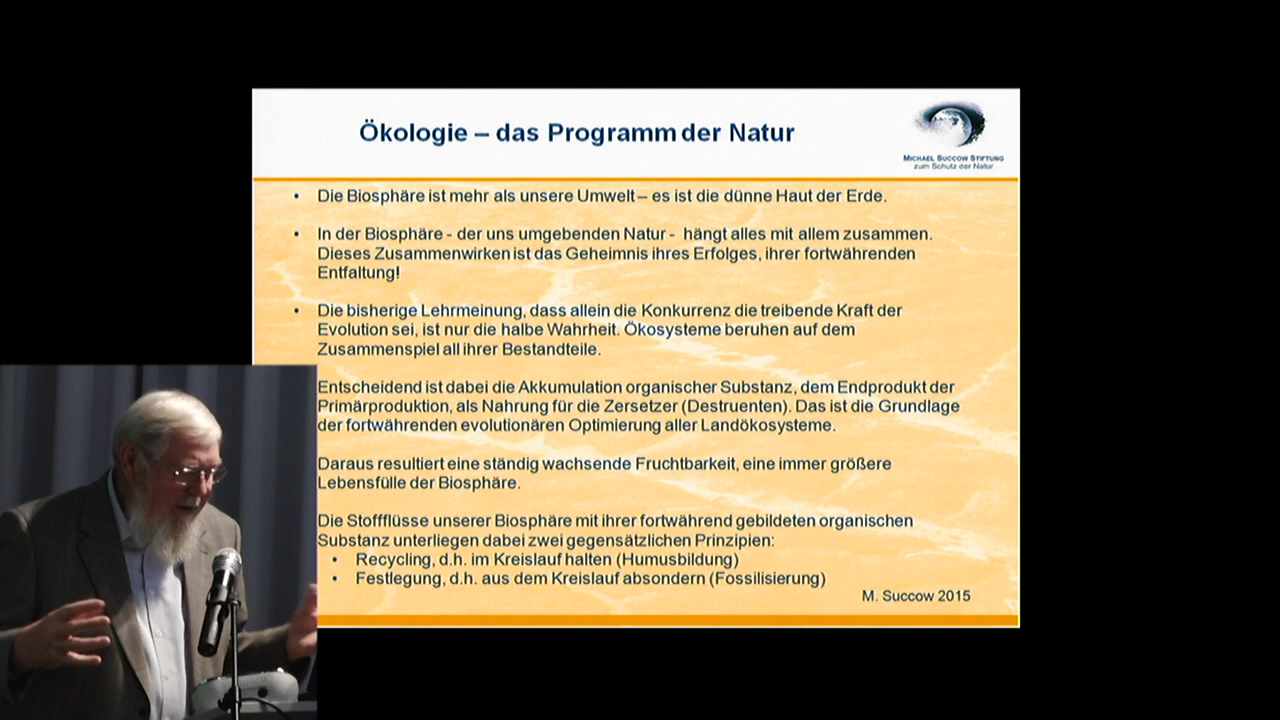 Ökologie – das Programm der Natur
MICHAEL SUCCOW STIFTUNG
zum Schutz der Natur
• Die Biosphäre ist mehr als unsere Umwelt – es ist die dünne Haut der Erde.
• In der Biosphäre - der uns umgebenden Natur - hängt alles mit allem zusammen.
Dieses Zusammenwirken ist das Geheimnis ihres Erfolges, ihrer fortwährenden
Entfaltung!
• Die bisherige Lehrmeinung, dass allein die Konkurrenz die treibende Kraft der
Evolution sei, ist nur die halbe Wahrheit. Ökosysteme beruhen auf dem
Zusammenspiel all ihrer Bestandteile.
Entscheidend ist dabei die Akkumulation organischer Substanz, dem Endprodukt der
Primärproduktion, als Nahrung für die Zersetzer (Destruenten). Das ist die Grundlage
der fortwährenden evolutionären Optimierung aller Landökosysteme.
Daraus resultiert eine ständig wachsende Fruchtbarkeit, eine immer größere
Lebensfülle der Biosphäre.
Die Stoffflüsse unserer Biosphäre mit ihrer fortwährend gebildeten organischen
Substanz unterliegen dabei zwei gegensätzlichen Prinzipien:
• Recycling, d.h. im Kreislauf halten (Humusbildung)
• Festlegung, d.h. aus dem Kreislauf absondern (Fossilisierung)
M. Succow 2015